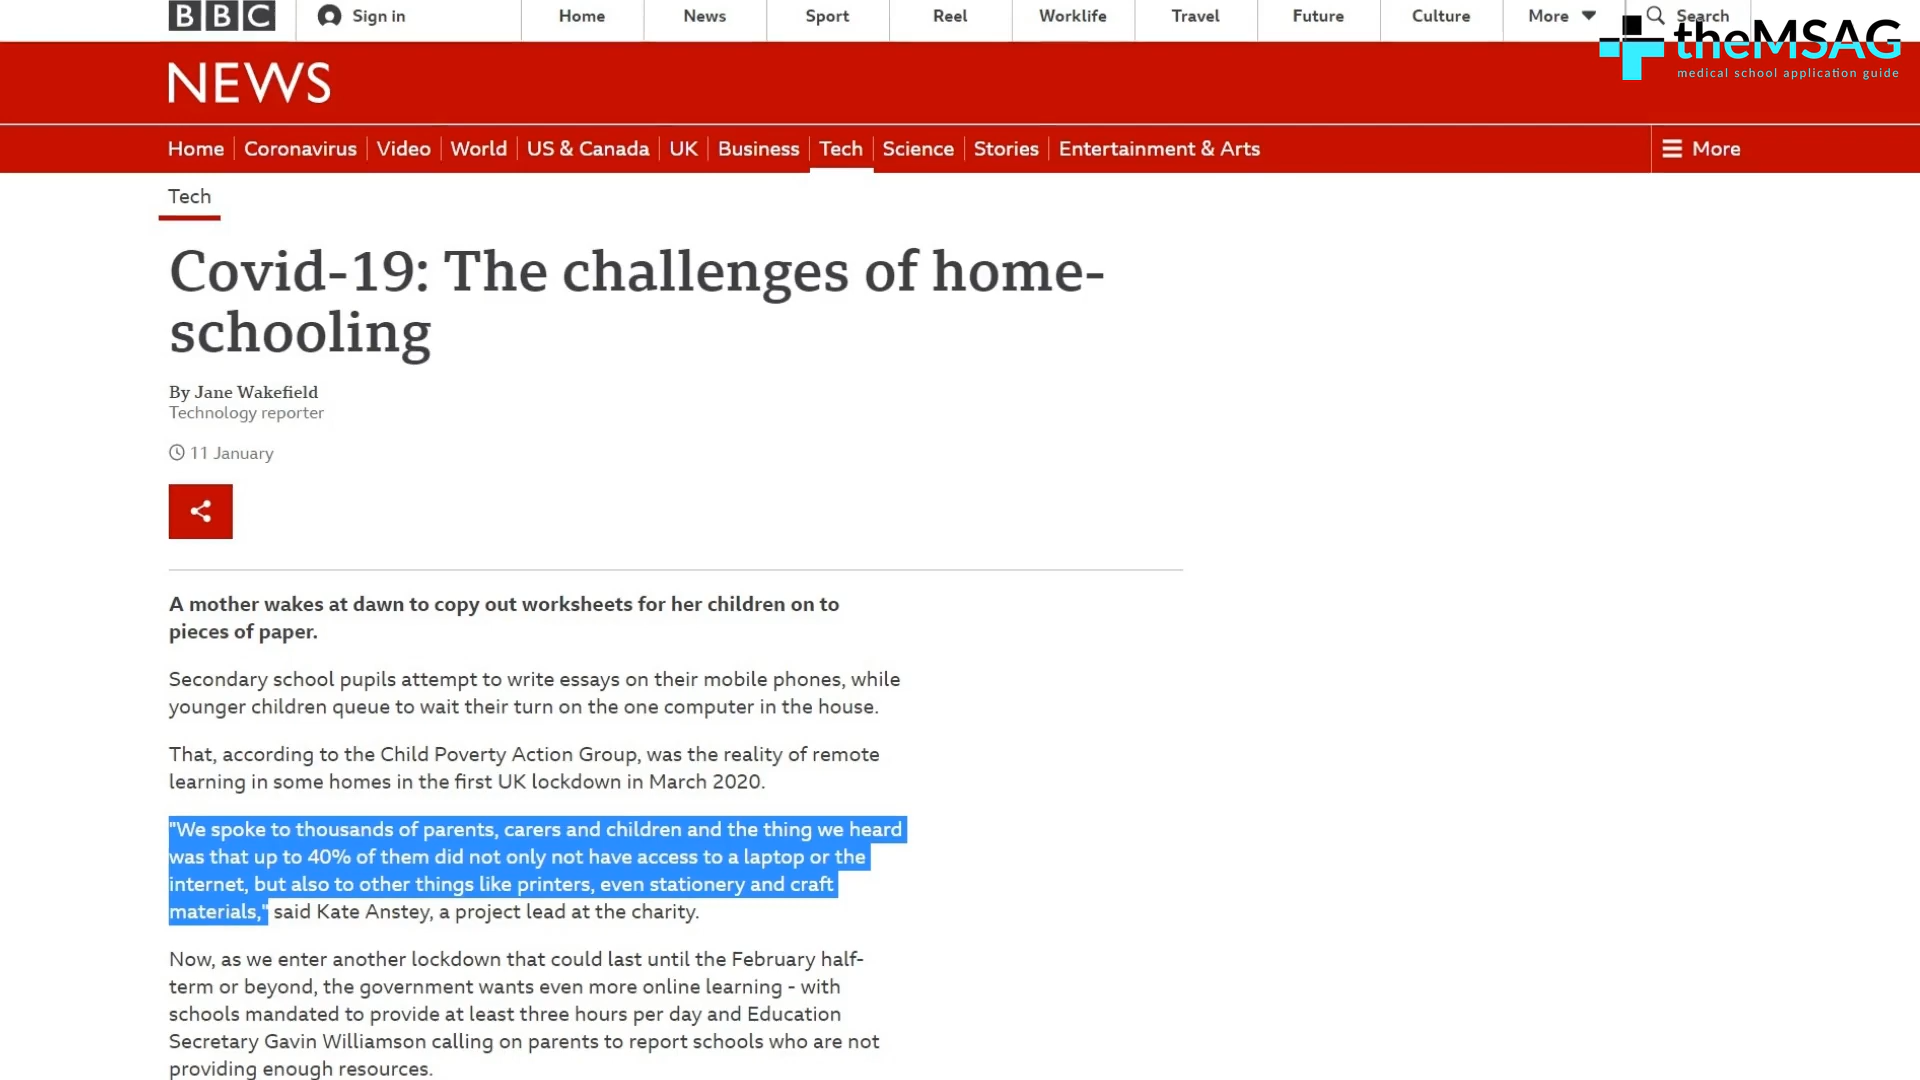 BBC
Sign in
Home
News
Sport
Reel
Worklife
Travel
Future
Culture
More
Search
theMSAG
medical school application guide
NEWS
Home
Coronavirus
Video
World
US & Canada
UK
Business
Tech
Science
Stories
Entertainment & Arts
More
Tech
Covid-19: The challenges of home-
schooling
By Jane Wakefield
Technology reporter
11 January
A mother wakes at dawn to copy out worksheets for her children on to
pieces of paper.
Secondary school pupils attempt to write essays on their mobile phones, while
younger children queue to wait their turn on the one computer in the house.
That, according to the Child Poverty Action Group, was the reality of remote
learning in some homes in the first UK lockdown in March 2020.
"We spoke to thousands of parents, carers and children and the thing we heard
was that up to 40% of them did not only not have access to a laptop or the
internet, but also to other things like printers, even stationery and craft
materials," said Kate Anstey, a project lead at the charity.
Now, as we enter another lockdown that could last until the February half-
term or beyond, the government wants even more online learning - with
schools mandated to provide at least three hours per day and Education
Secretary Gavin Williamson calling on parents to report schools who are not
providing enough resources.